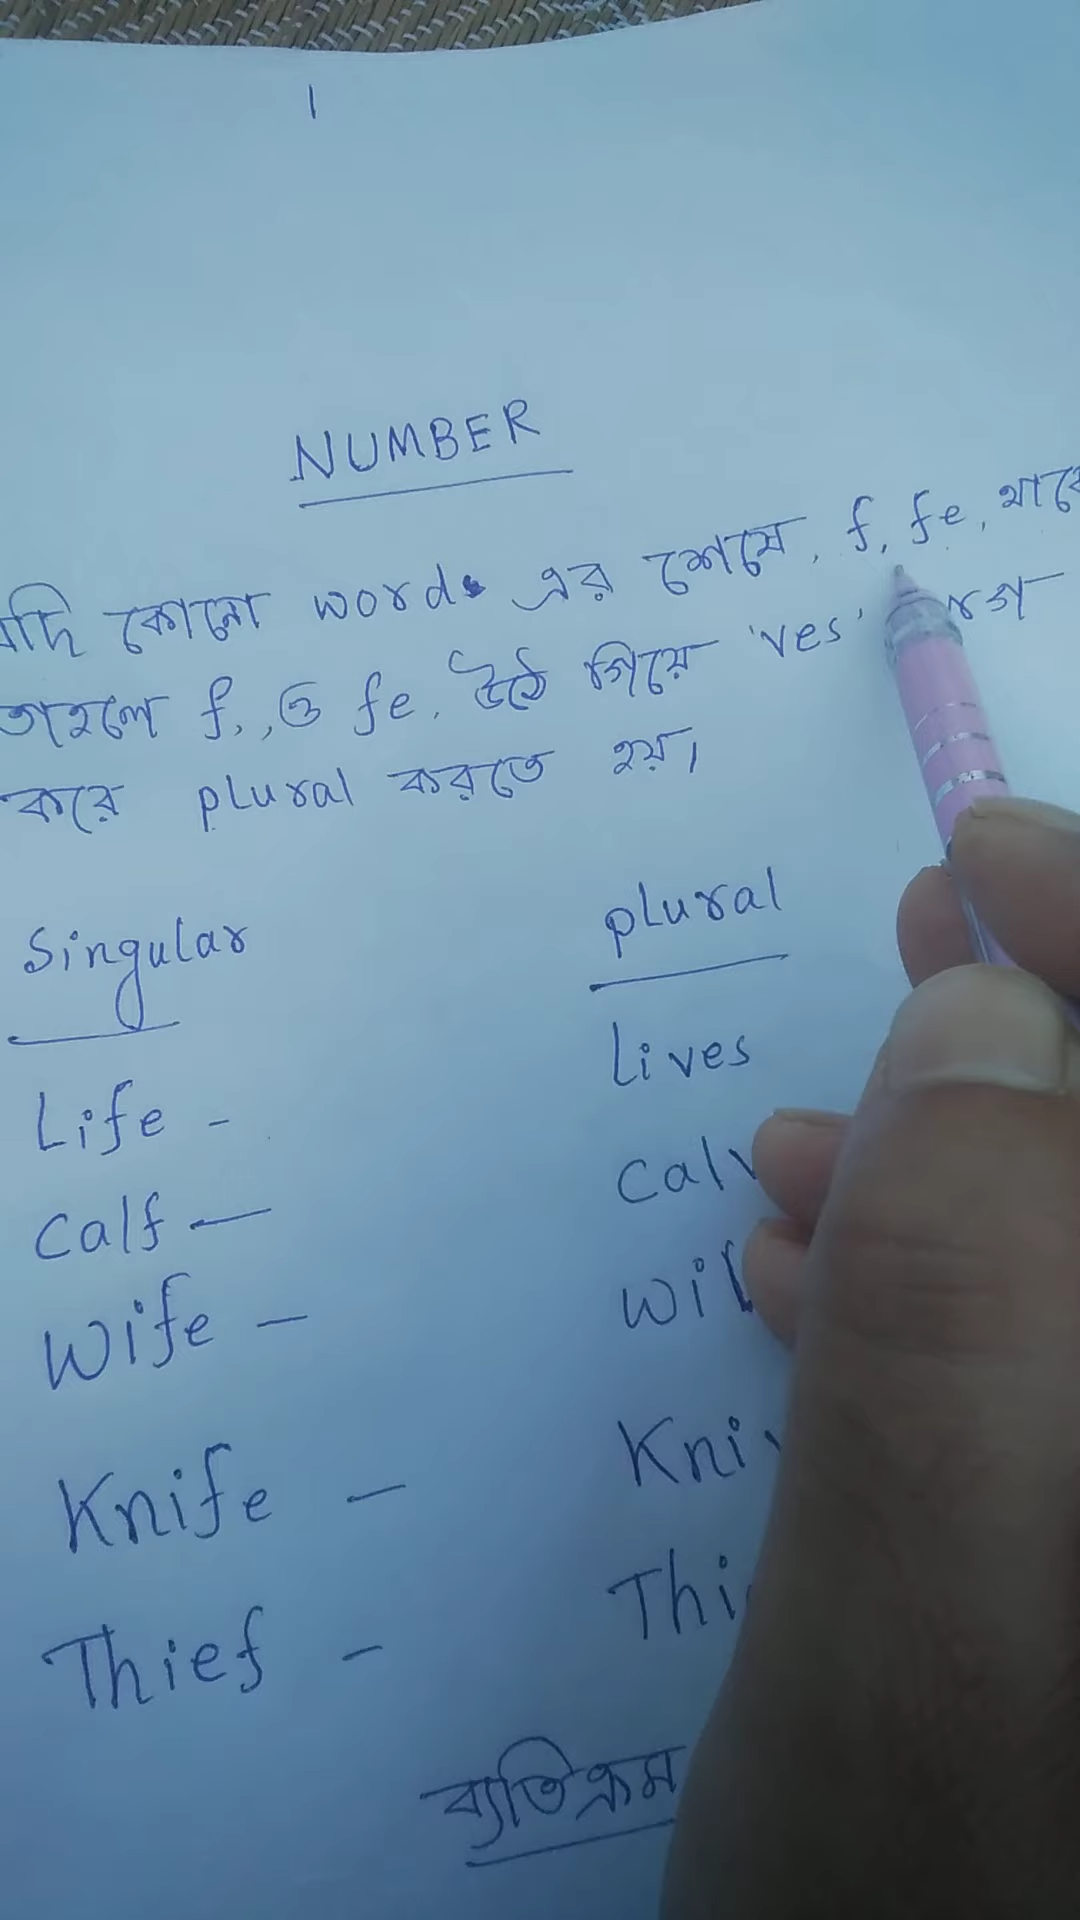 1
NUMBER
যদি কোনো word এর শেষে, f, fe, থাকে
তাহলে f, ও fe, উঠে গিয়ে 'ves'
করে plural করতে হয়।
Singular plural
Life - Lives
Calf —
Wife —
Knife —
Thief -
ব্যতিক্রম